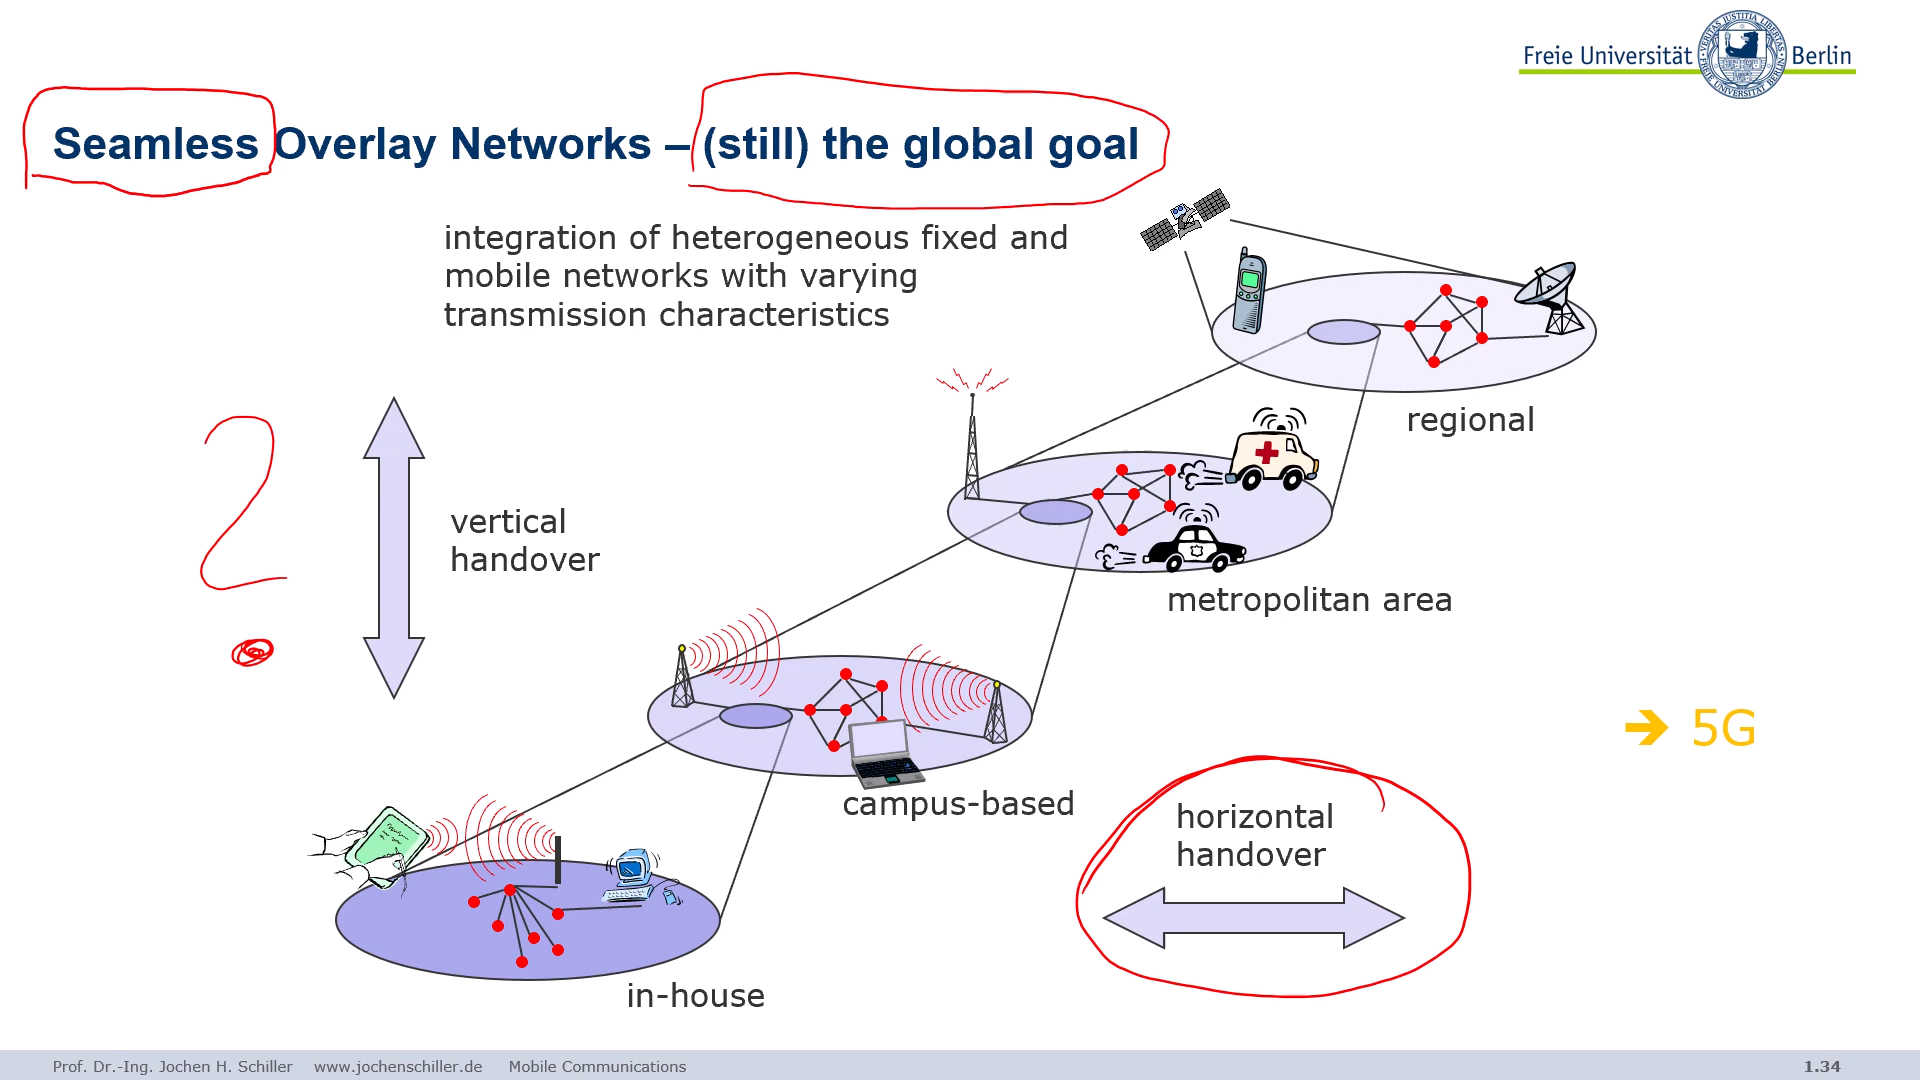 Freie Universität Berlin
Seamless Overlay Networks – (still) the global goal
integration of heterogeneous fixed and
mobile networks with varying
transmission characteristics
regional
vertical
handover
metropolitan area
?
→ 5G
campus-based
horizontal
handover
in-house
Prof. Dr.-Ing. Jochen H. Schiller www.jochenschiller.de Mobile Communications 1.34